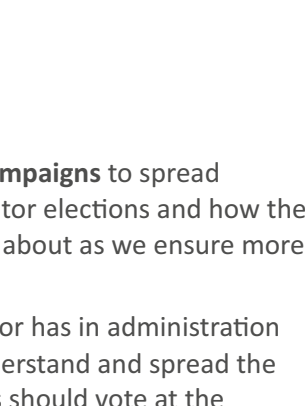 mpaigns to spread
tor elections and how the
about as we ensure more
or has in administration
erstand and spread the
s should vote at the